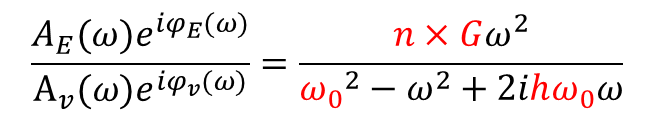 A_E(ω)e^{iφ_E(ω)} / A_v(ω)e^{iφ_v(ω)} = n × Gω² / ω₀² − ω² + 2ihω₀ω